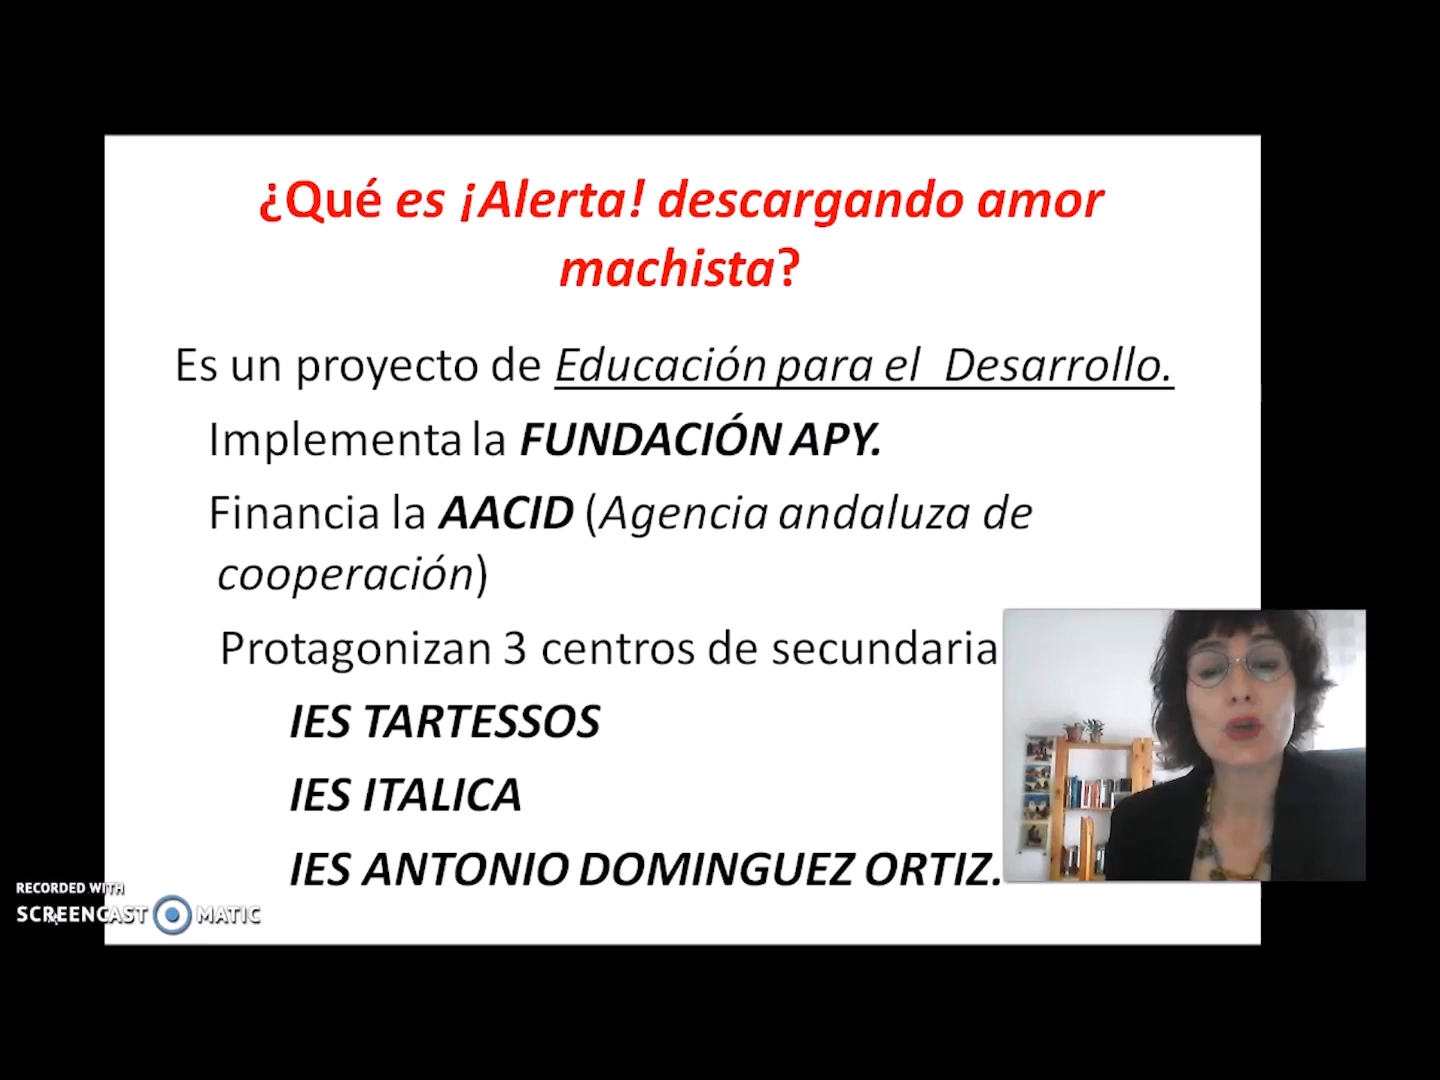 ¿Qué es ¡Alerta! descargando amor
machista?
Es un proyecto de Educación para el Desarrollo.
Implementa la FUNDACIÓN APY.
Financia la AACID (Agencia andaluza de
cooperación)
Protagonizan 3 centros de secundaria
IES TARTESSOS
IES ITALICA
IES ANTONIO DOMINGUEZ ORTIZ.
RECORDED WITH
SCREENCAST MATIC